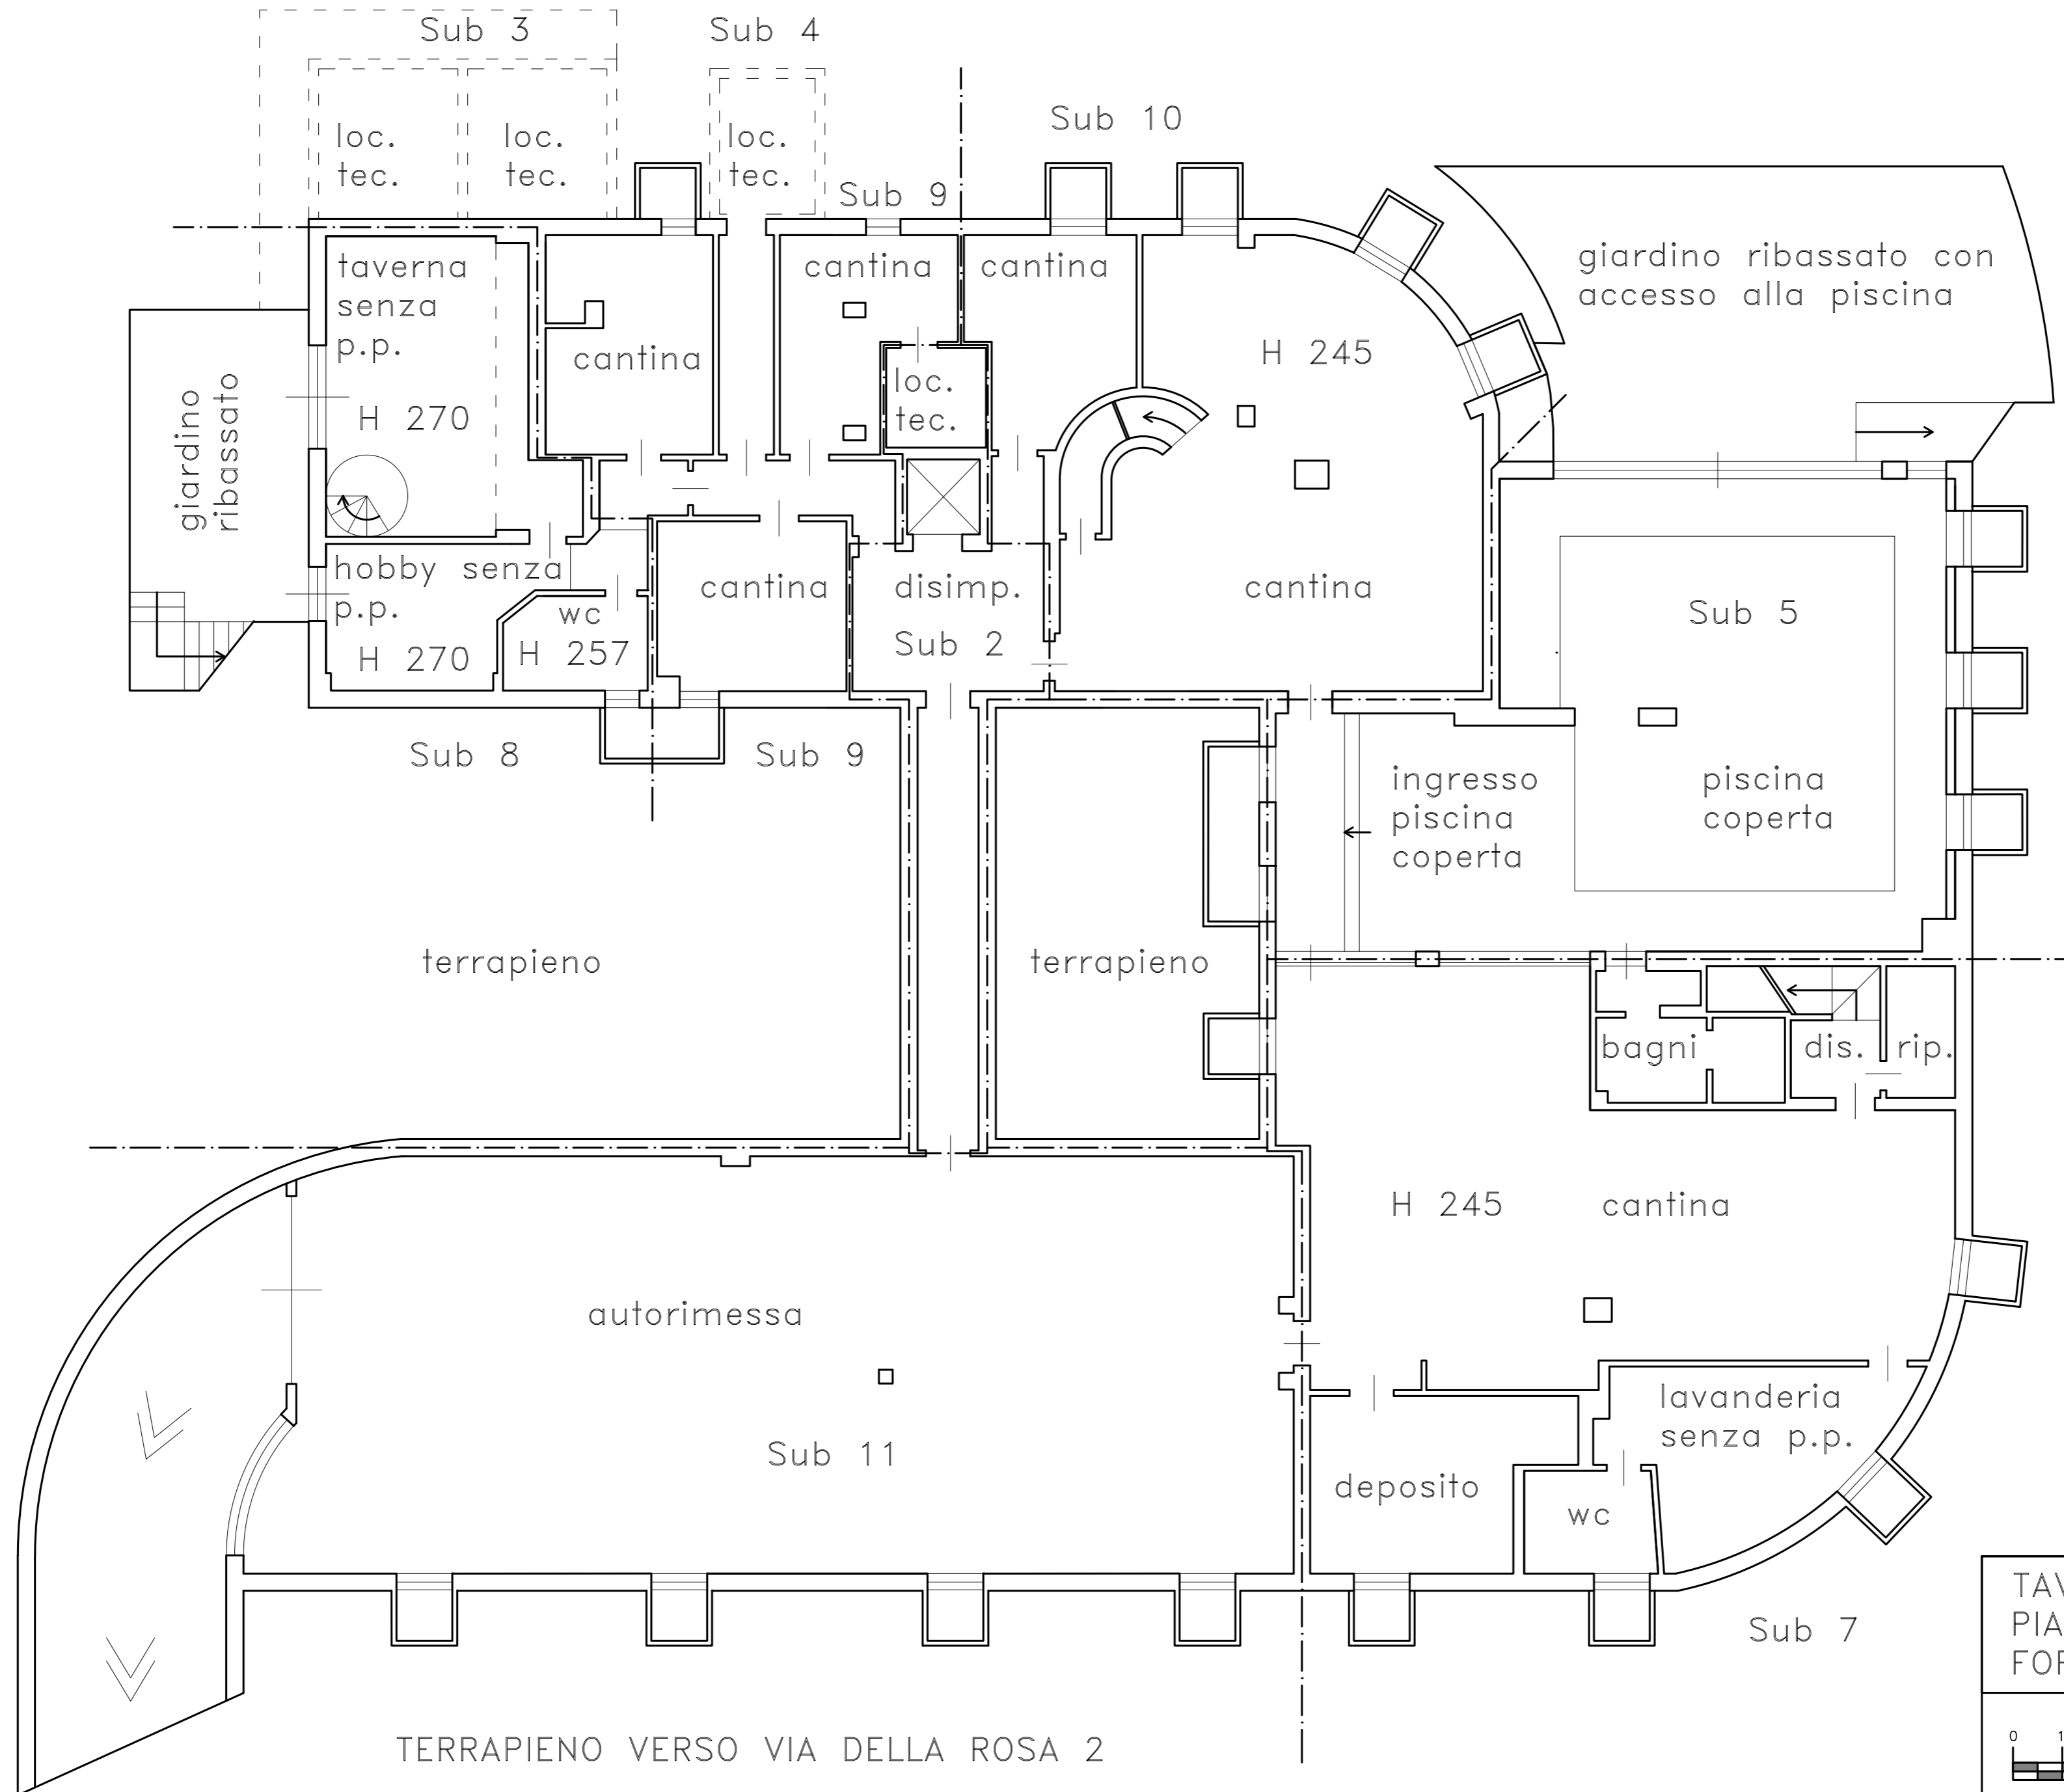 Sub 3
Sub 4
loc.
tec.
loc.
tec.
loc.
tec.
Sub 9
Sub 10
taverna
senza
p.p.
H 270
cantina
cantina
cantina
loc.
tec.
H 245
giardino ribassato con
accesso alla piscina
giardino
ribassato
hobby senza
p.p.
H 270
wc
H 257
cantina
disimp.
Sub 2
cantina
Sub 5
Sub 8
Sub 9
ingresso
piscina
coperta
piscina
coperta
terrapieno
terrapieno
bagni
dis.
rip.
H 245
cantina
autorimessa
Sub 11
lavanderia
senza p.p.
deposito
wc
Sub 7
TERRAPIENO VERSO VIA DELLA ROSA 2
0